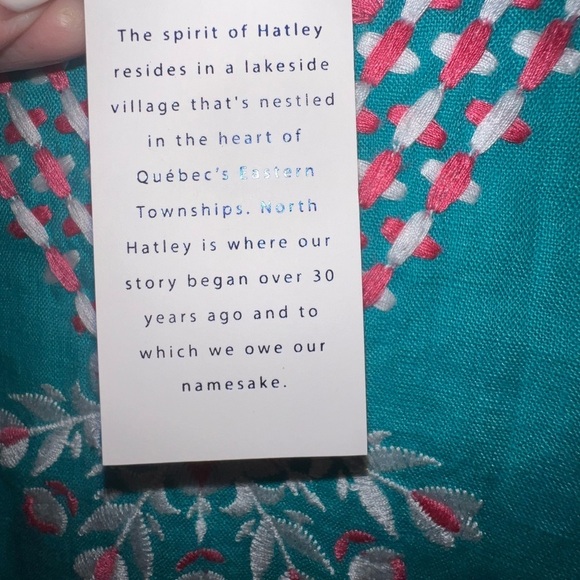 The spirit of Hatley
resides in a lakeside
village that's nestled
in the heart of
Québec's Eastern
Townships. North
Hatley is where our
story began over 30
years ago and to
which we owe our
namesake.